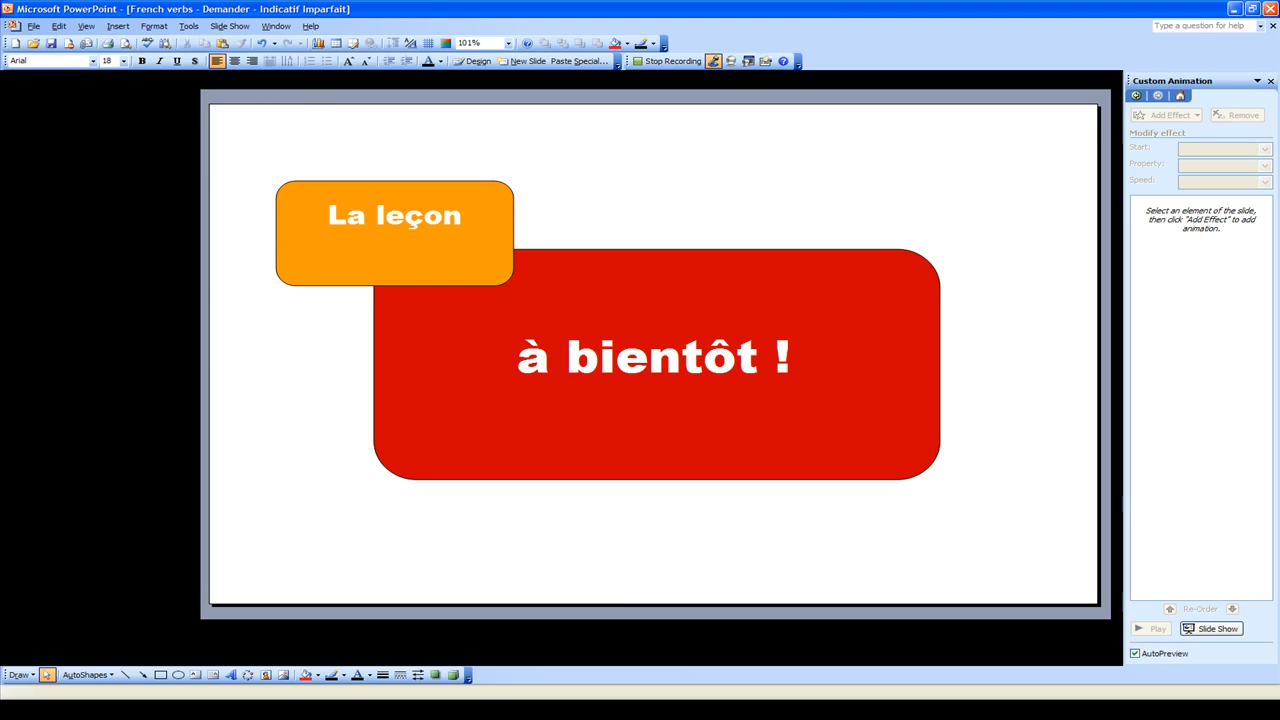 Microsoft PowerPoint - [French verbs - Demander - Indicatif Imparfait]
File Edit View Insert Format Tools Slide Show Window Help
Type a question for help
101%
Arial 18 B I U S A A A Design New Slide Paste Special... Stop Recording
Custom Animation
Add Effect Remove
Modify effect
Start:
Property:
Speed:
Select an element of the slide, then click "Add Effect" to add animation.
La leçon
à bientôt !
Re-Order
Play Slide Show
AutoPreview
Draw AutoShapes